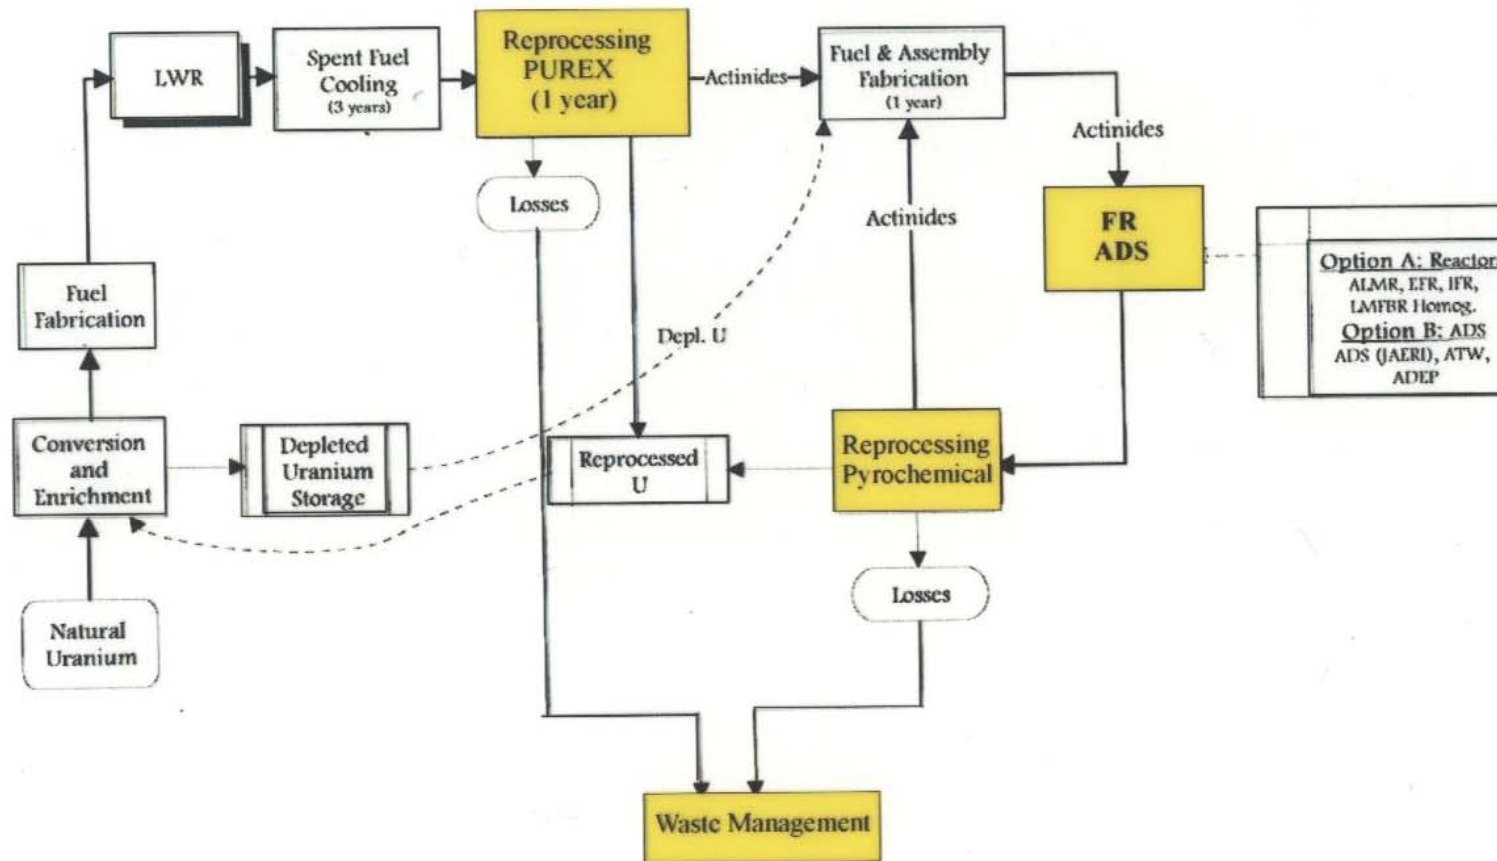 LWR
Spent Fuel
Cooling
(3 years)
Reprocessing
PUREX
(1 year)
Actinides
Fuel & Assembly
Fabrication
(1 year)
Actinides
Losses
Actinides
FR
ADS
Option A: Reactor
ALMR, EFR, IFR,
LMFBR Homog.
Option B: ADS
ADS (JAERI), ATW,
ADEP
Fuel
Fabrication
Depl. U
Conversion
and
Enrichment
Depleted
Uranium
Storage
Reprocessed
U
Reprocessing
Pyrochemical
Losses
Natural
Uranium
Waste Management